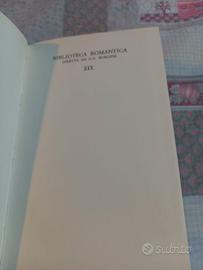 BIBLIOTECA ROMANTICA
DIRETTA DA G.A. BORGESE
XIX
subito